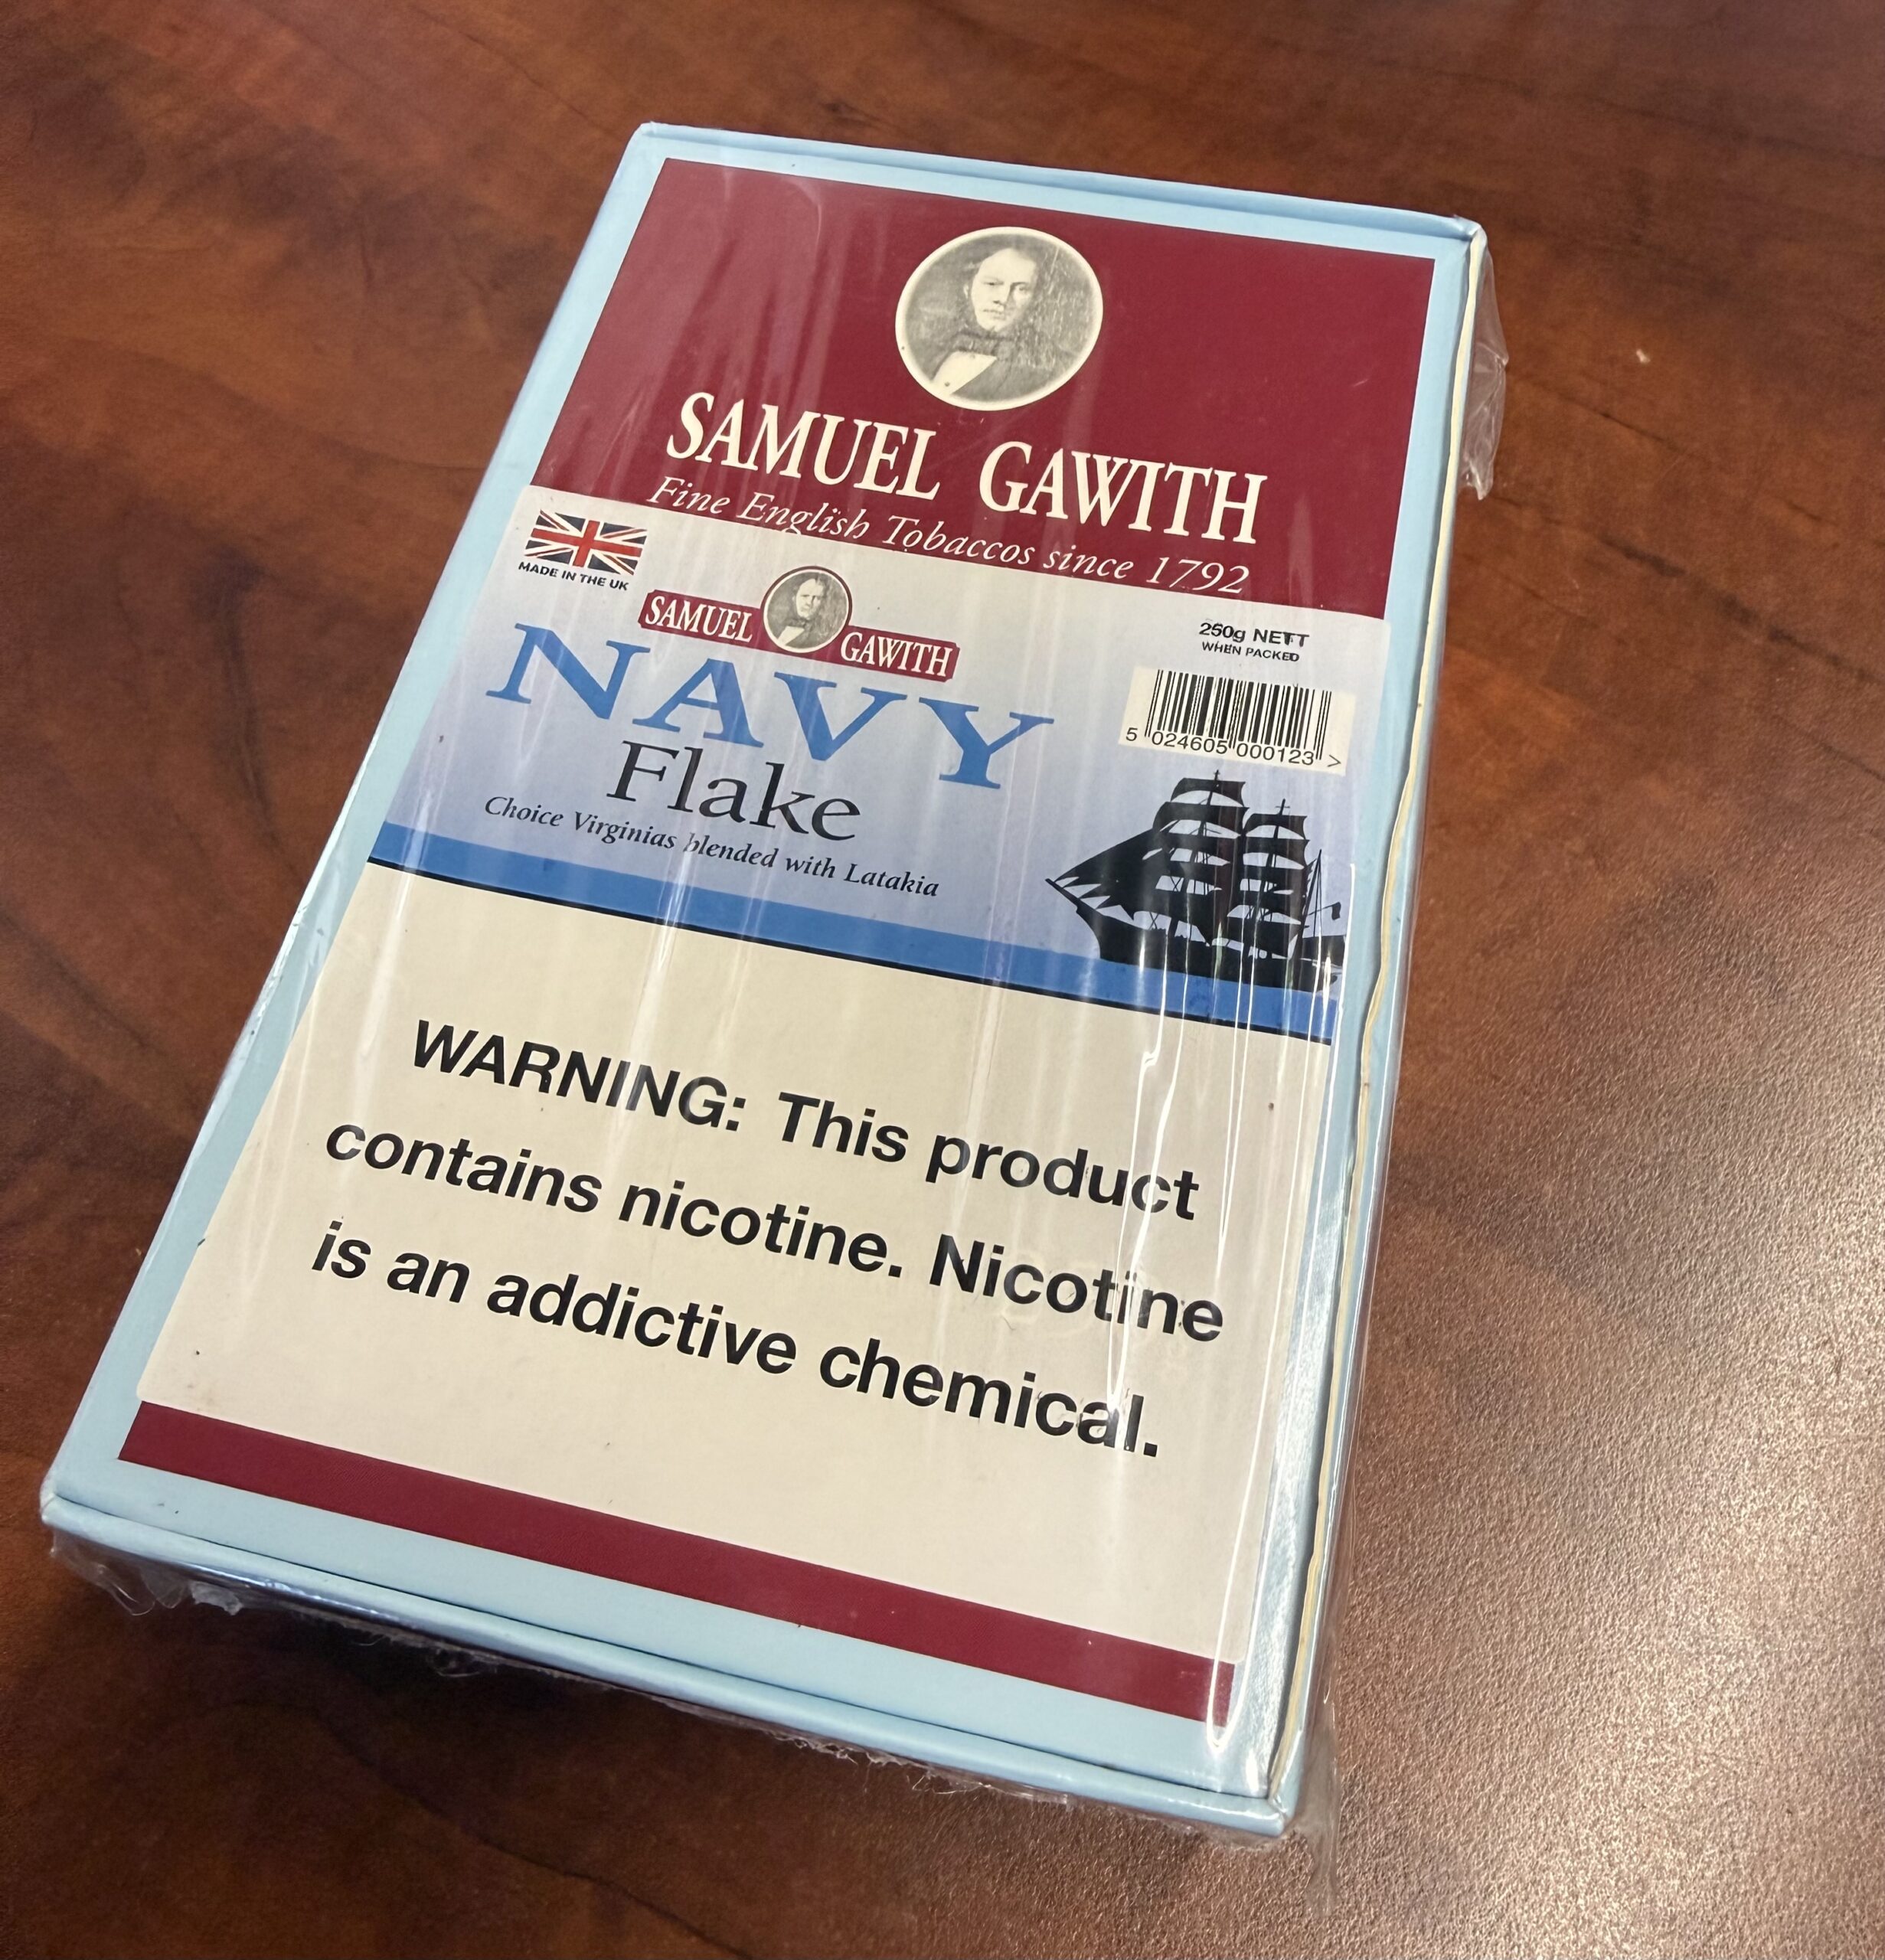 SAMUEL GAWITH
Fine English Tobaccos since 1792
MADE IN THE UK
SAMUEL GAWITH
250g NETT
WHEN PACKED
NAVY
5 024605 000123 >
Flake
Choice Virginias blended with Latakia
WARNING: This product
contains nicotine. Nicotine
is an addictive chemical.